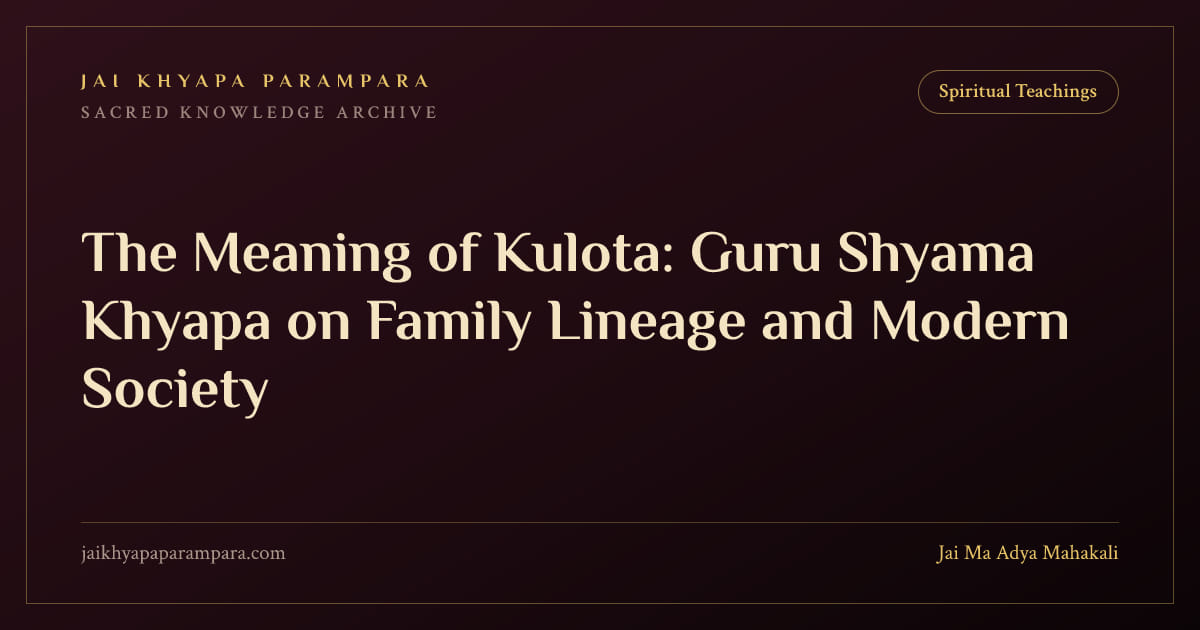 JAI KHYAPA PARAMPARA
SACRED KNOWLEDGE ARCHIVE
Spiritual Teachings
The Meaning of Kulota: Guru Shyama
Khyapa on Family Lineage and Modern
Society
jaikhyapaparampara.com
Jai Ma Adya Mahakali